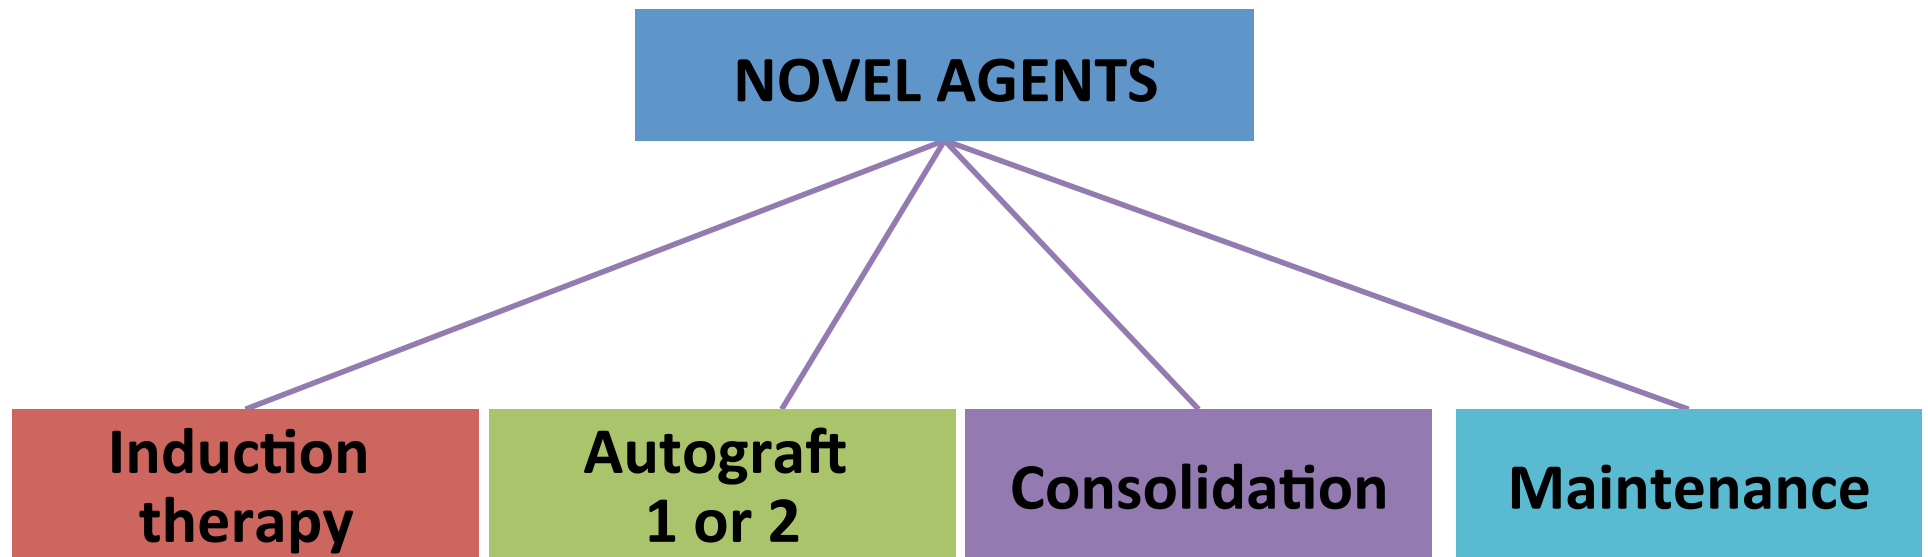 NOVEL AGENTS
Induction
therapy
Autograft
1 or 2
Consolidation
Maintenance